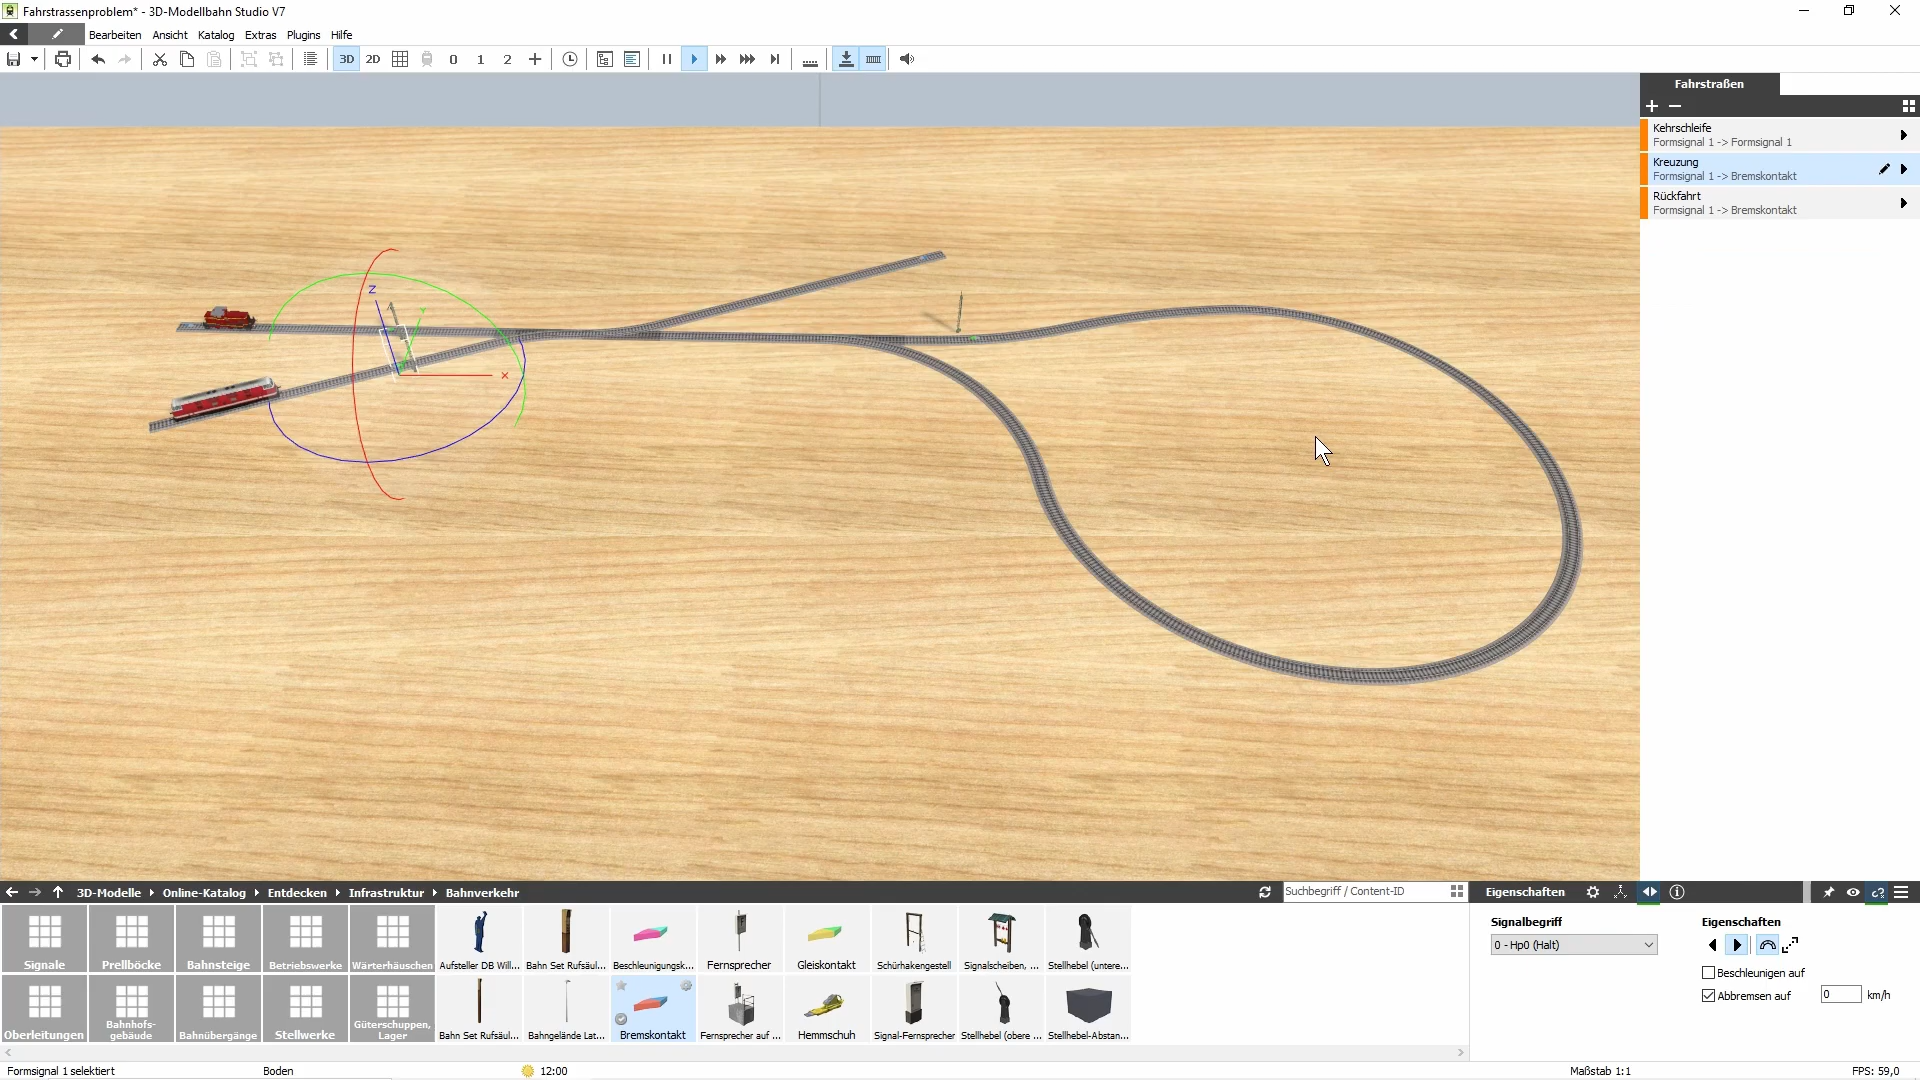 Fahrstrassenproblem* - 3D-Modellbahn Studio V7
Bearbeiten Ansicht Katalog Extras Plugins Hilfe
3D 2D 0 1 2
Fahrstraßen
Kehrschleife
Formsignal 1 -> Formsignal 1
Kreuzung
Formsignal 1 -> Bremskontakt
Rückfahrt
Formsignal 1 -> Bremskontakt
Z
Y
X
3D-Modelle Online-Katalog Entdecken Infrastruktur Bahnverkehr
Suchbegriff / Content-ID
Eigenschaften
Signale Prellböcke Bahnsteige Betriebswerke Wärterhäuschen Aufsteller DB Will... Bahn Set Rufsäul... Beschleunigungsk... Fernsprecher Gleiskontakt Schürhakengestell Signalscheiben, ... Stellhebel (untere...
Oberleitungen Bahnhofs-
gebäude Bahnübergänge Stellwerke Güterschuppen,
Lager Bahn Set Rufsäul... Bahngelände Lat... Bremskontakt Fernsprecher auf ... Hemmschuh Signal-Fernsprecher Stellhebel (obere ... Stellhebel-Abstan...
Signalbegriff
0 - Hp0 (Halt)
Eigenschaften
Beschleunigen auf
Abbremsen auf 0 km/h
Formsignal 1 selektiert Boden 12:00 Maßstab 1:1 FPS: 59,0